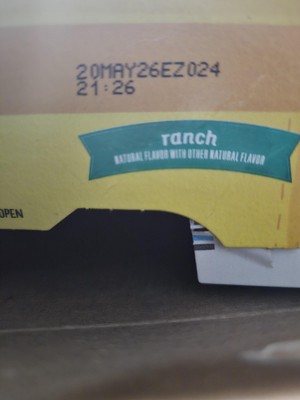 20MAY26EZ024
21:26
ranch
NATURAL FLAVOR WITH OTHER NATURAL FLAVOR
OPEN